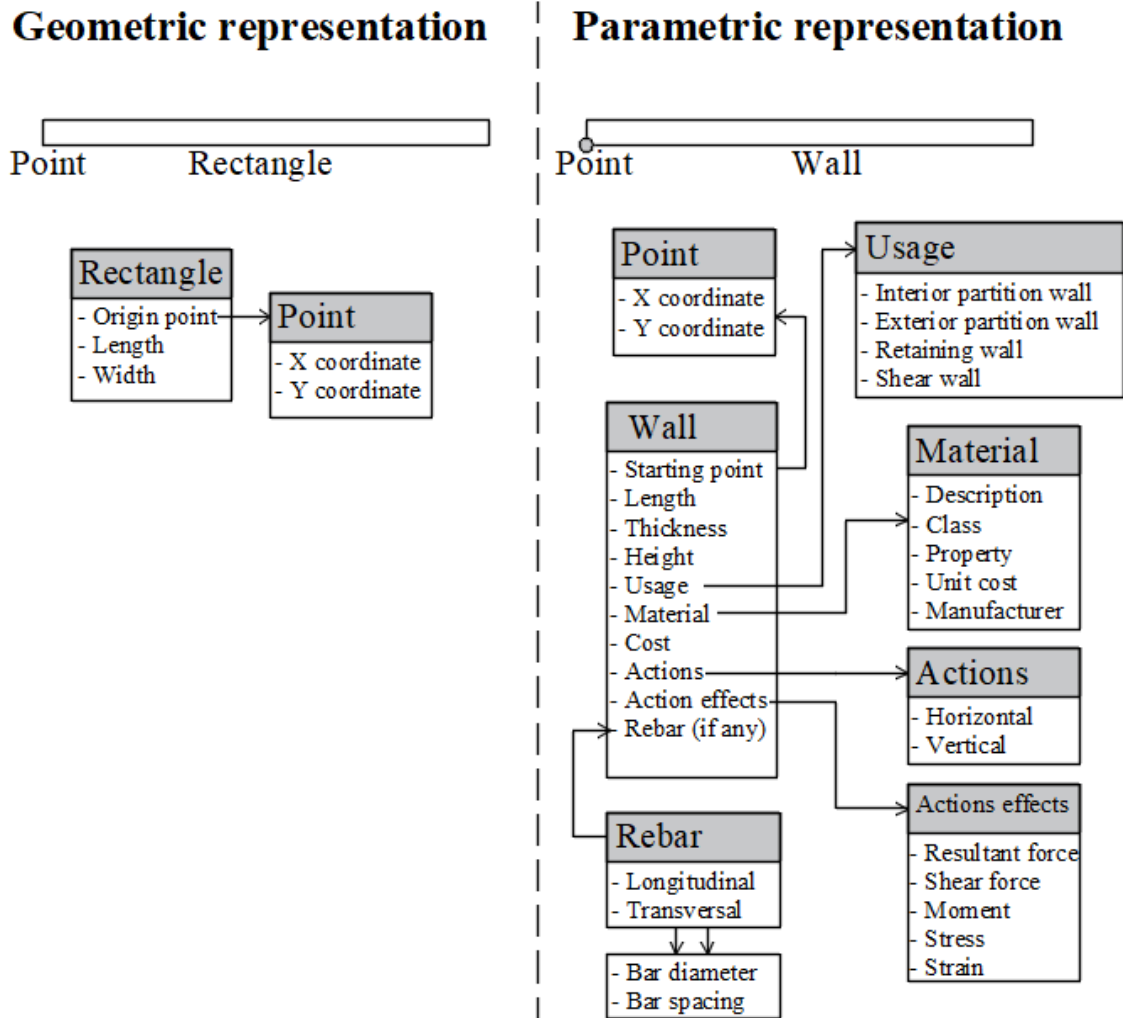 Geometric representation
Point
Rectangle
Rectangle
- Origin point
- Length
- Width
Point
- X coordinate
- Y coordinate
Parametric representation
Point
Wall
Point
- X coordinate
- Y coordinate
Usage
- Interior partition wall
- Exterior partition wall
- Retaining wall
- Shear wall
Wall
- Starting point
- Length
- Thickness
- Height
- Usage
- Material
- Cost
- Actions
- Action effects
- Rebar (if any)
Material
- Description
- Class
- Property
- Unit cost
- Manufacturer
Actions
- Horizontal
- Vertical
Actions effects
- Resultant force
- Shear force
- Moment
- Stress
- Strain
Rebar
- Longitudinal
- Transversal
- Bar diameter
- Bar spacing